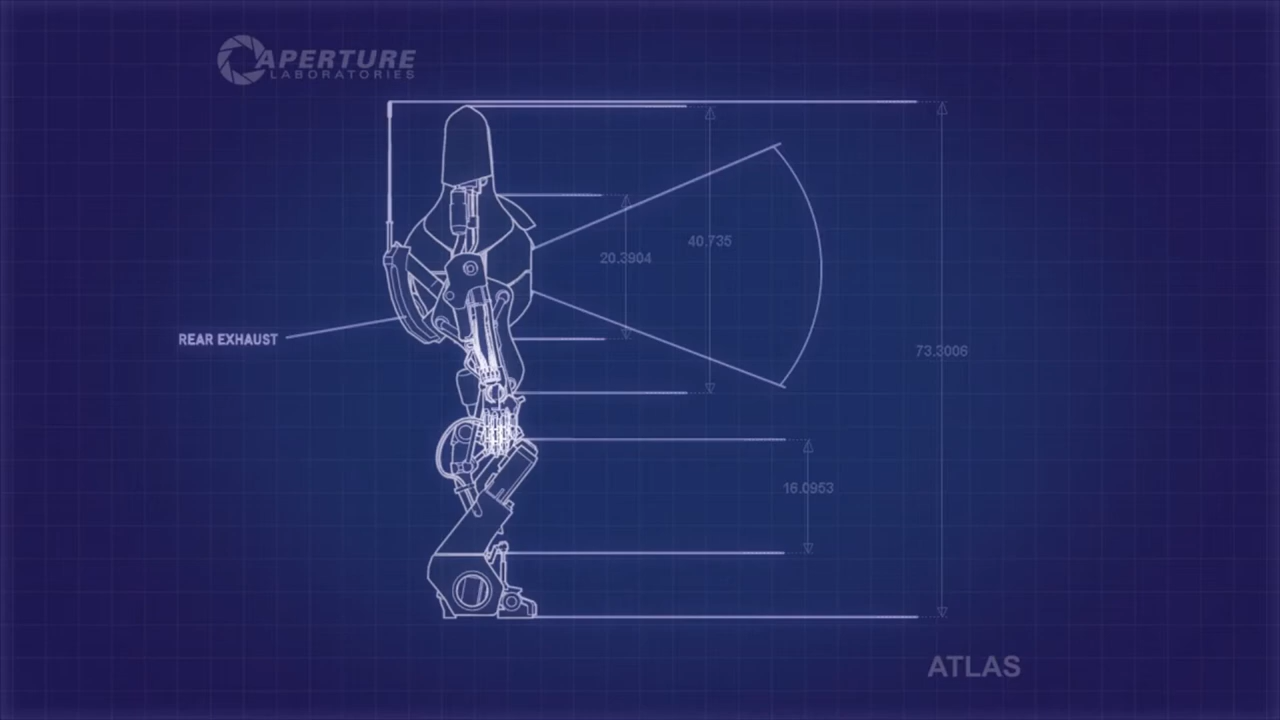 APERTURE
LABORATORIES
40.735
20.3904
REAR EXHAUST
73.3006
16.0953
ATLAS